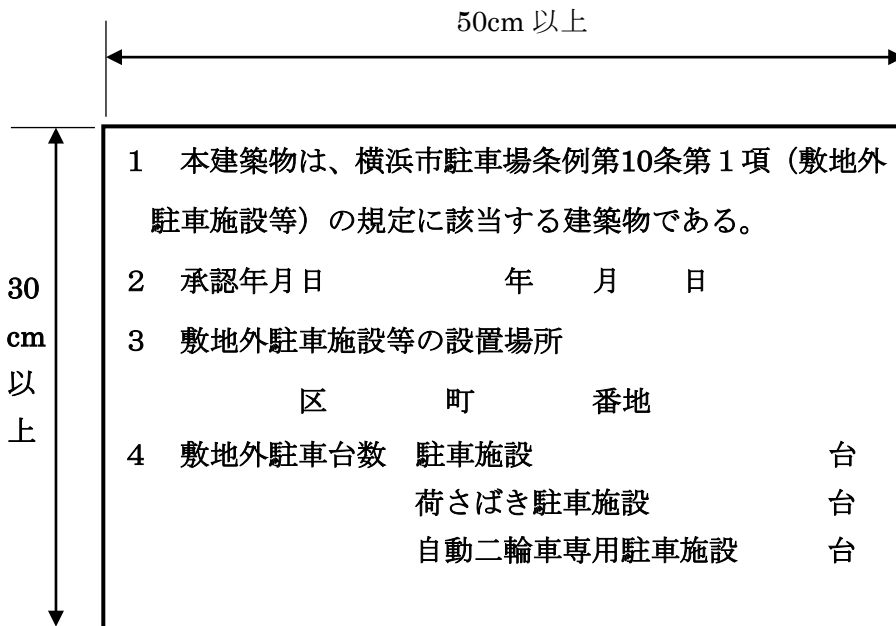 50cm 以上
30
cm
以
上
1　本建築物は、横浜市駐車場条例第10条第１項（敷地外
駐車施設等）の規定に該当する建築物である。
2　承認年月日　　　　　　年　　月　　日
3　敷地外駐車施設等の設置場所
区　　　　町　　　　番地
4　敷地外駐車台数　駐車施設　　　　　　　　　　台
荷さばき駐車施設　　　　　　台
自動二輪車専用駐車施設　　　台